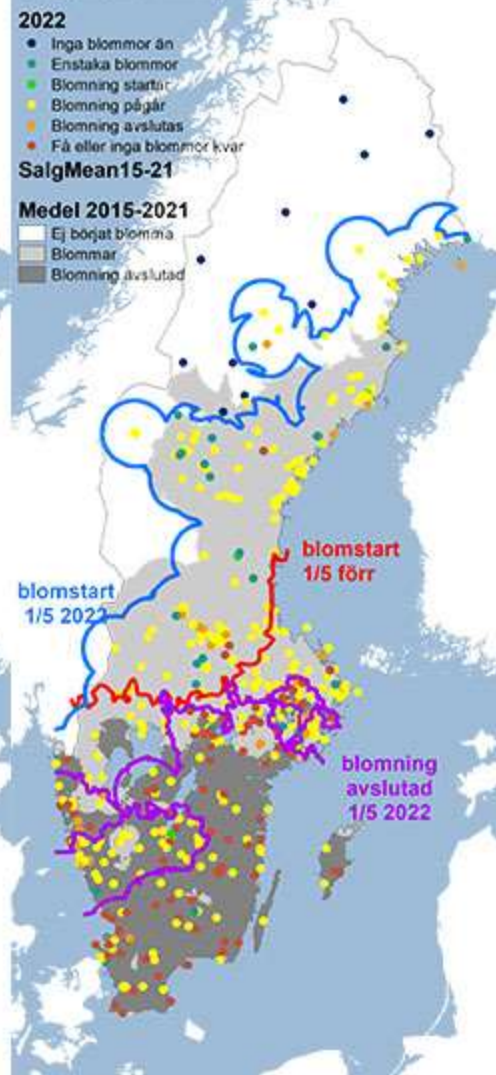 2022
Inga blommor än
Enstaka blommor
Blomning startar
Blomning pågår
Blomning avslutas
Få eller inga blommor kvar
SalgMean15-21
Medel 2015-2021
Ej börjat blomma
Blommar
Blomning avslutad
blomstart
1/5 förr
blomstart
1/5 2022
blomning
avslutad
1/5 2022